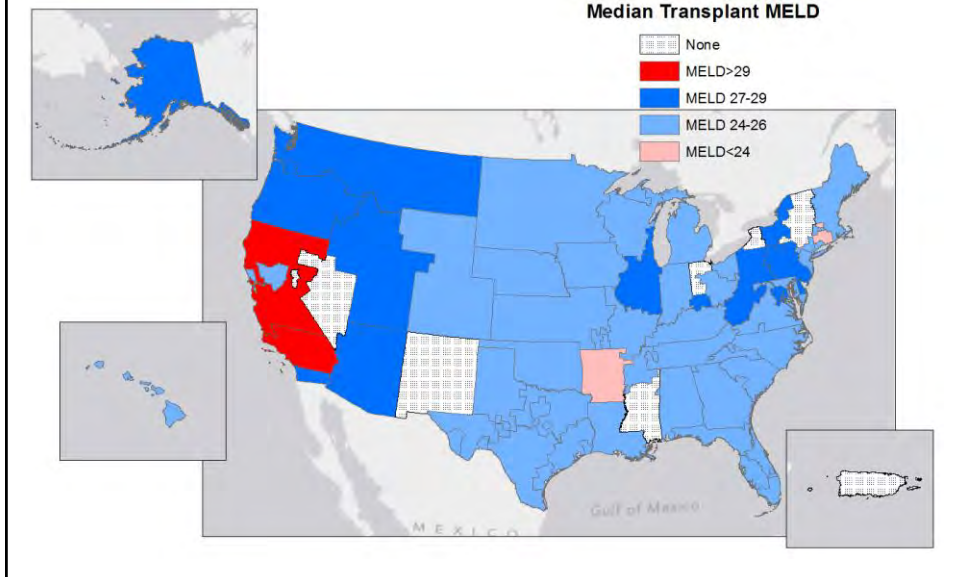 Median Transplant MELD
None
MELD>29
MELD 27-29
MELD 24-26
MELD<24
Gulf of Mexico
MEXICO